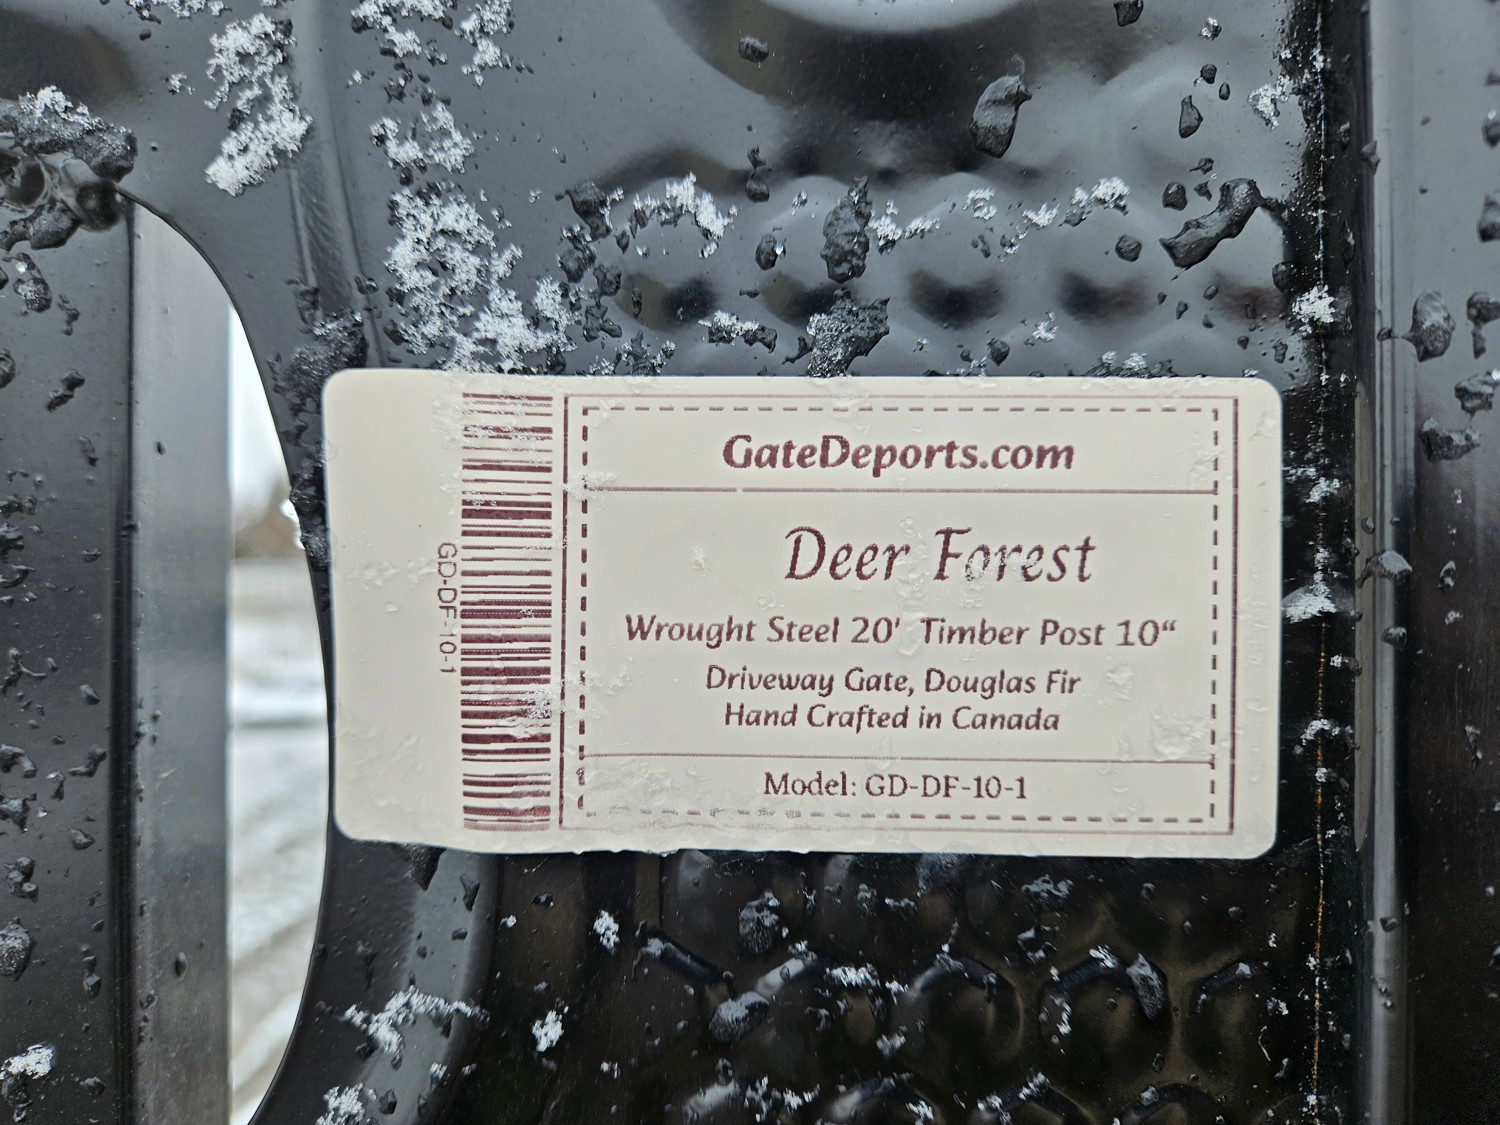 GateDeports.com
Deer Forest
Wrought Steel 20' Timber Post 10“
Driveway Gate, Douglas Fir
Hand Crafted in Canada
Model: GD-DF-10-1
GD-DF-10-1